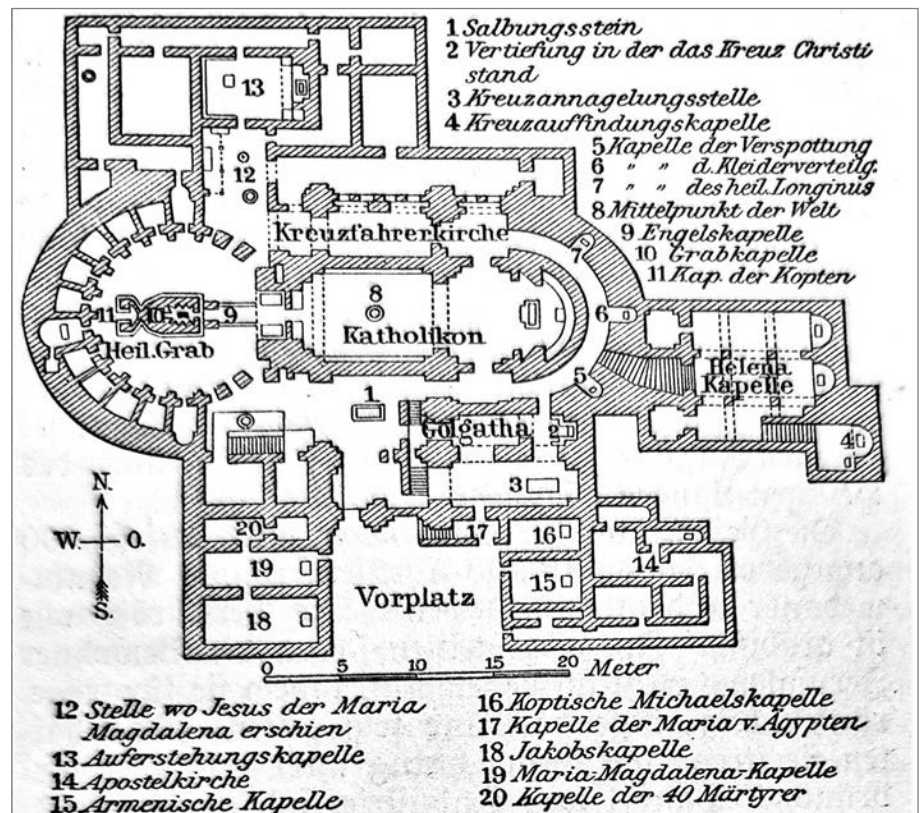 1 Salbungsstein
2 Vertiefung in der das Kreuz Christi
stand
3 Kreuzannagelungsstelle
4 Kreuzauffindungskapelle
5 Kapelle der Verspottung
6 " " d. Kleiderverteilg.
7 " " des heil. Longinus
8 Mittelpunkt der Welt
9 Engelskapelle
10 Grabkapelle
11 Kap. der Kopten
13
12
Kreuzfahrerkirche
7
8
Katholikon
11 10 9
Heil. Grab
6
5
Helena
Kapelle
4
1
Golgatha
2
3
N.
W. O.
S.
20
19
18
17
16
15
14
Vorplatz
0 5 10 15 20 Meter
12 Stelle wo Jesus der Maria
Magdalena erschien
13 Auferstehungskapelle
14 Apostelkirche
15 Armenische Kapelle
16 Koptische Michaelskapelle
17 Kapelle der Maria v. Ägypten
18 Jakobskapelle
19 Maria-Magdalena-Kapelle
20 Kapelle der 40 Märtyrer